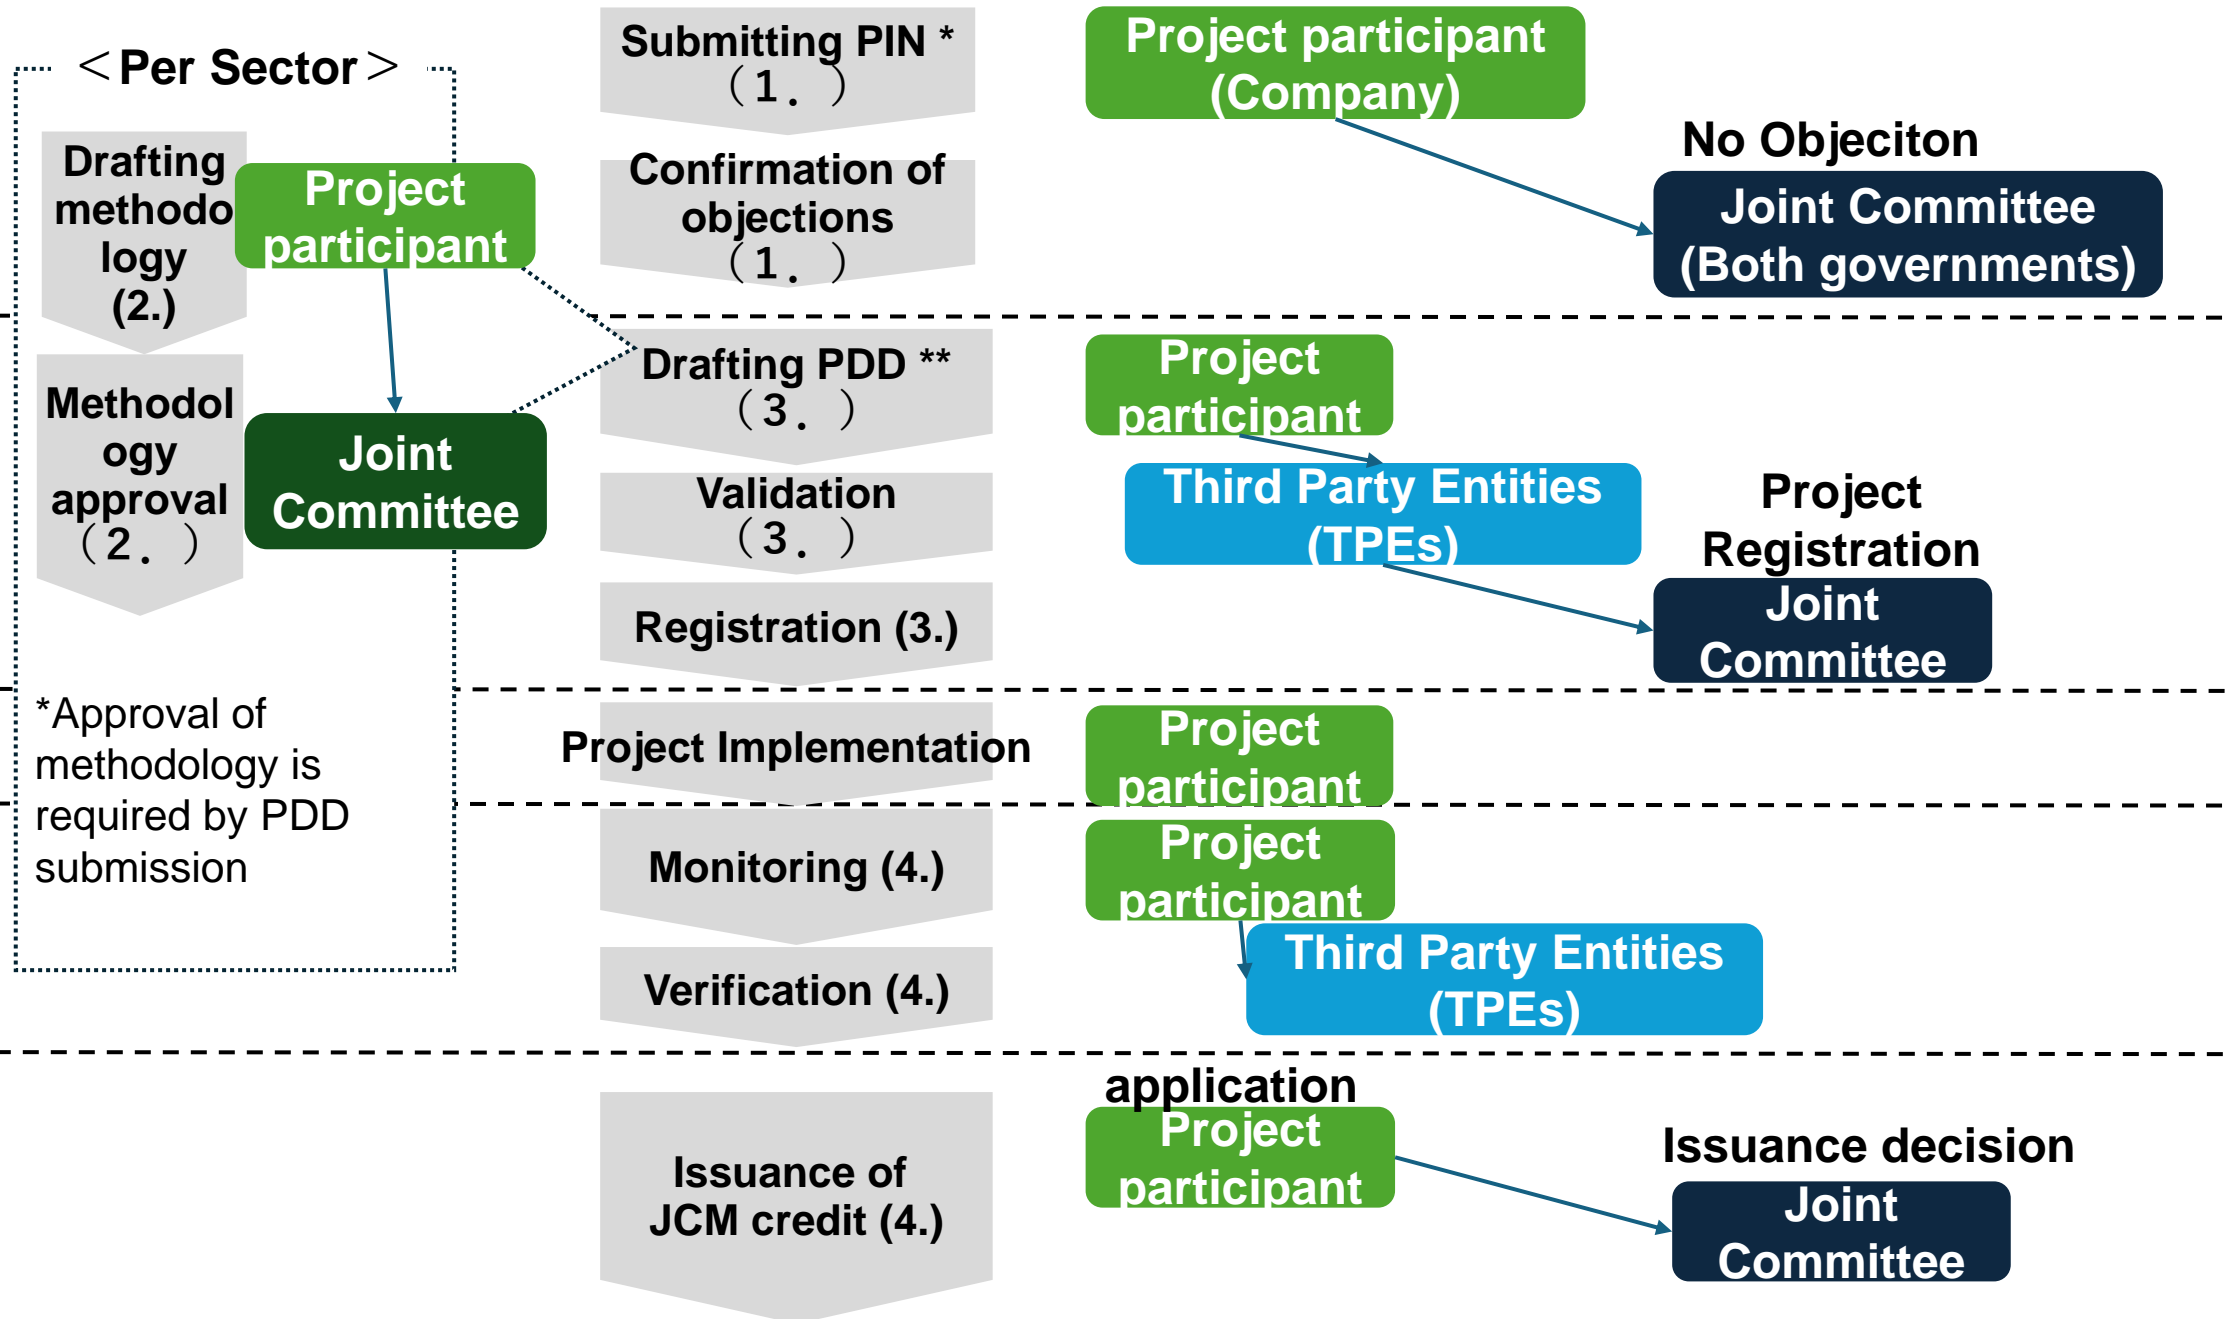 ＜Per Sector＞
Drafting
methodo
logy
(2.)
Project
participant
Methodol
ogy
approval
（2．）
Joint
Committee
*Approval of
methodology is
required by PDD
submission
Submitting PIN *
（1．）
Project participant
(Company)
Confirmation of
objections
（1．）
No Objeciton
Joint Committee
(Both governments)
Drafting PDD **
（3．）
Project
participant
Validation
（3．）
Third Party Entities
(TPEs)
Project
Registration
Registration (3.)
Joint
Committee
Project Implementation
Project
participant
Monitoring (4.)
Project
participant
Verification (4.)
Third Party Entities
(TPEs)
Issuance of
JCM credit (4.)
application
Project
participant
Issuance decision
Joint
Committee